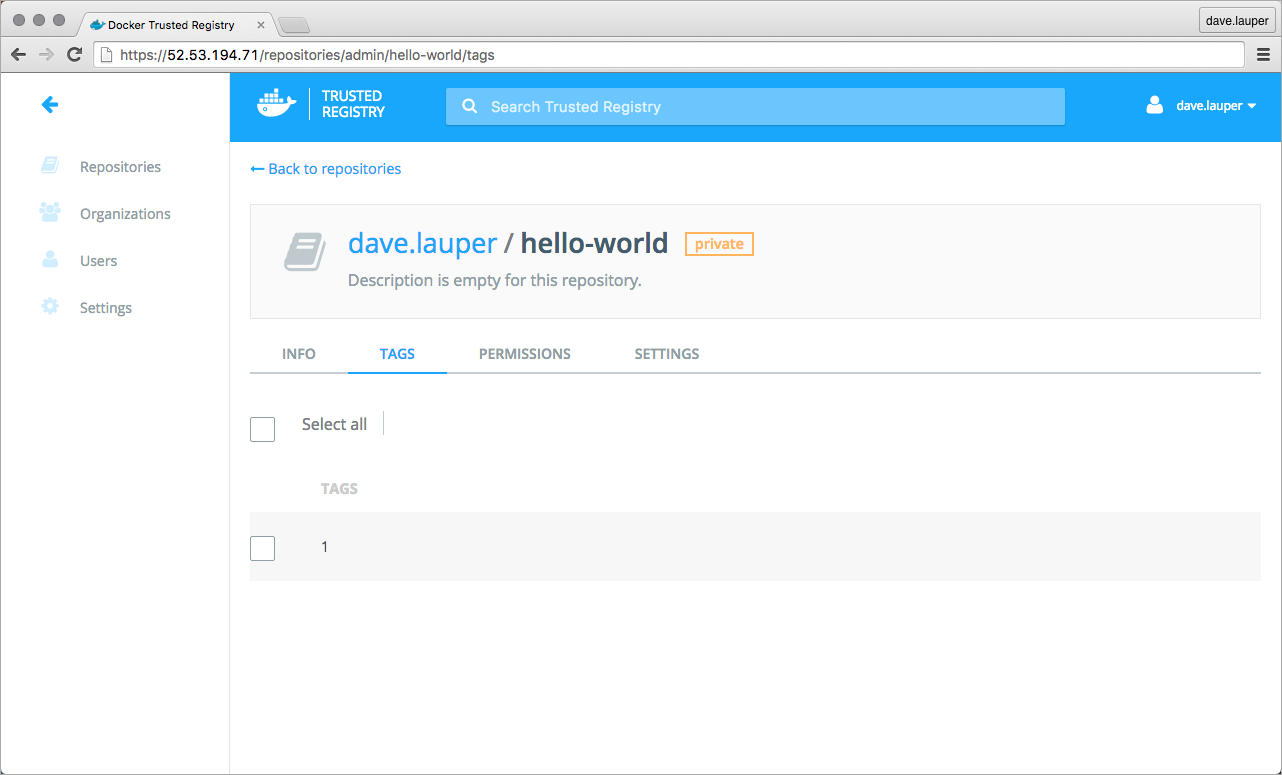 Docker Trusted Registry
dave.lauper
https://52.53.194.71/repositories/admin/hello-world/tags
TRUSTED
REGISTRY
Search Trusted Registry
dave.lauper
Repositories
Organizations
Users
Settings
Back to repositories
dave.lauper / hello-world private
Description is empty for this repository.
INFO TAGS PERMISSIONS SETTINGS
Select all
TAGS
1